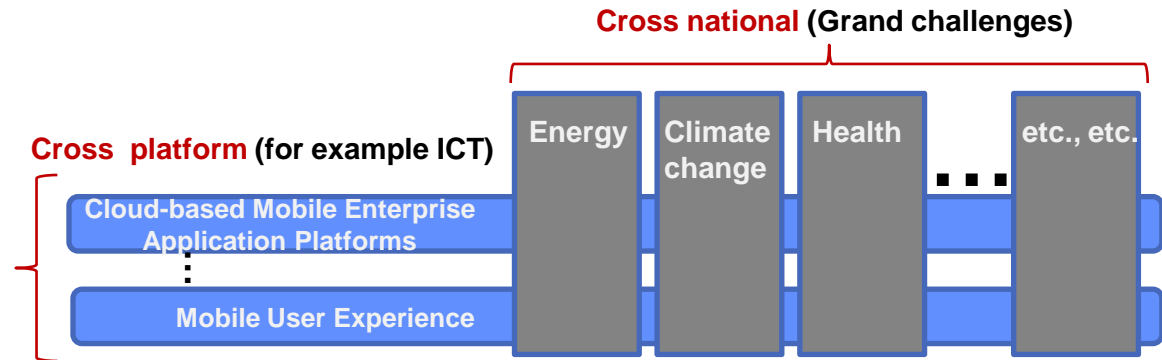 Cross national (Grand challenges)
Energy
Climate
change
Health
etc., etc.
Cross platform (for example ICT)
Cloud-based Mobile Enterprise
Application Platforms
Mobile User Experience